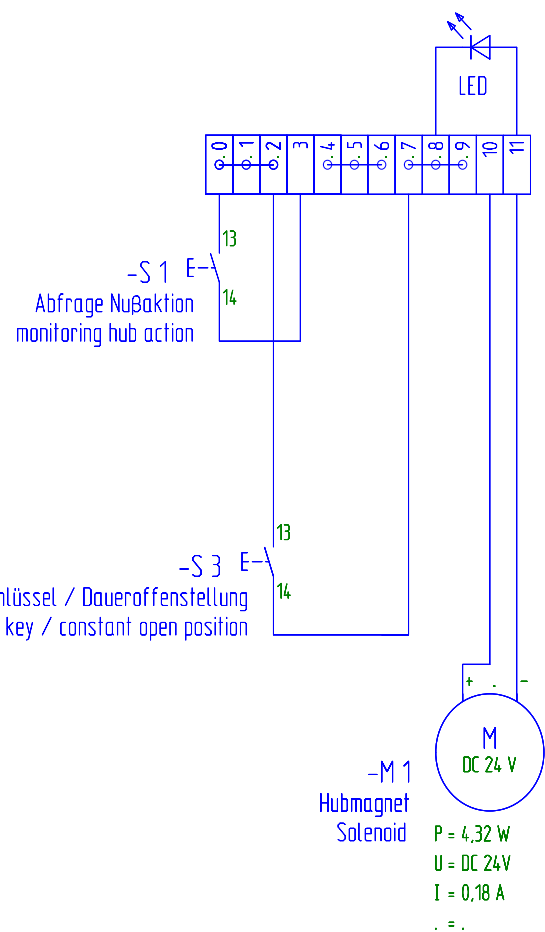 LED
.0 .1 .2 3 .4 .5 .6 .7 .8 .9 10 11
13
-S 1
14
Abfrage Nußaktion
monitoring hub action
13
-S 3
14
/ Daueroffenstellung
key / constant open position
+ . -
M
DC 24 V
-M 1
Hubmagnet
Solenoid
P = 4,32 W
U = DC 24V
I = 0,18 A
. = .